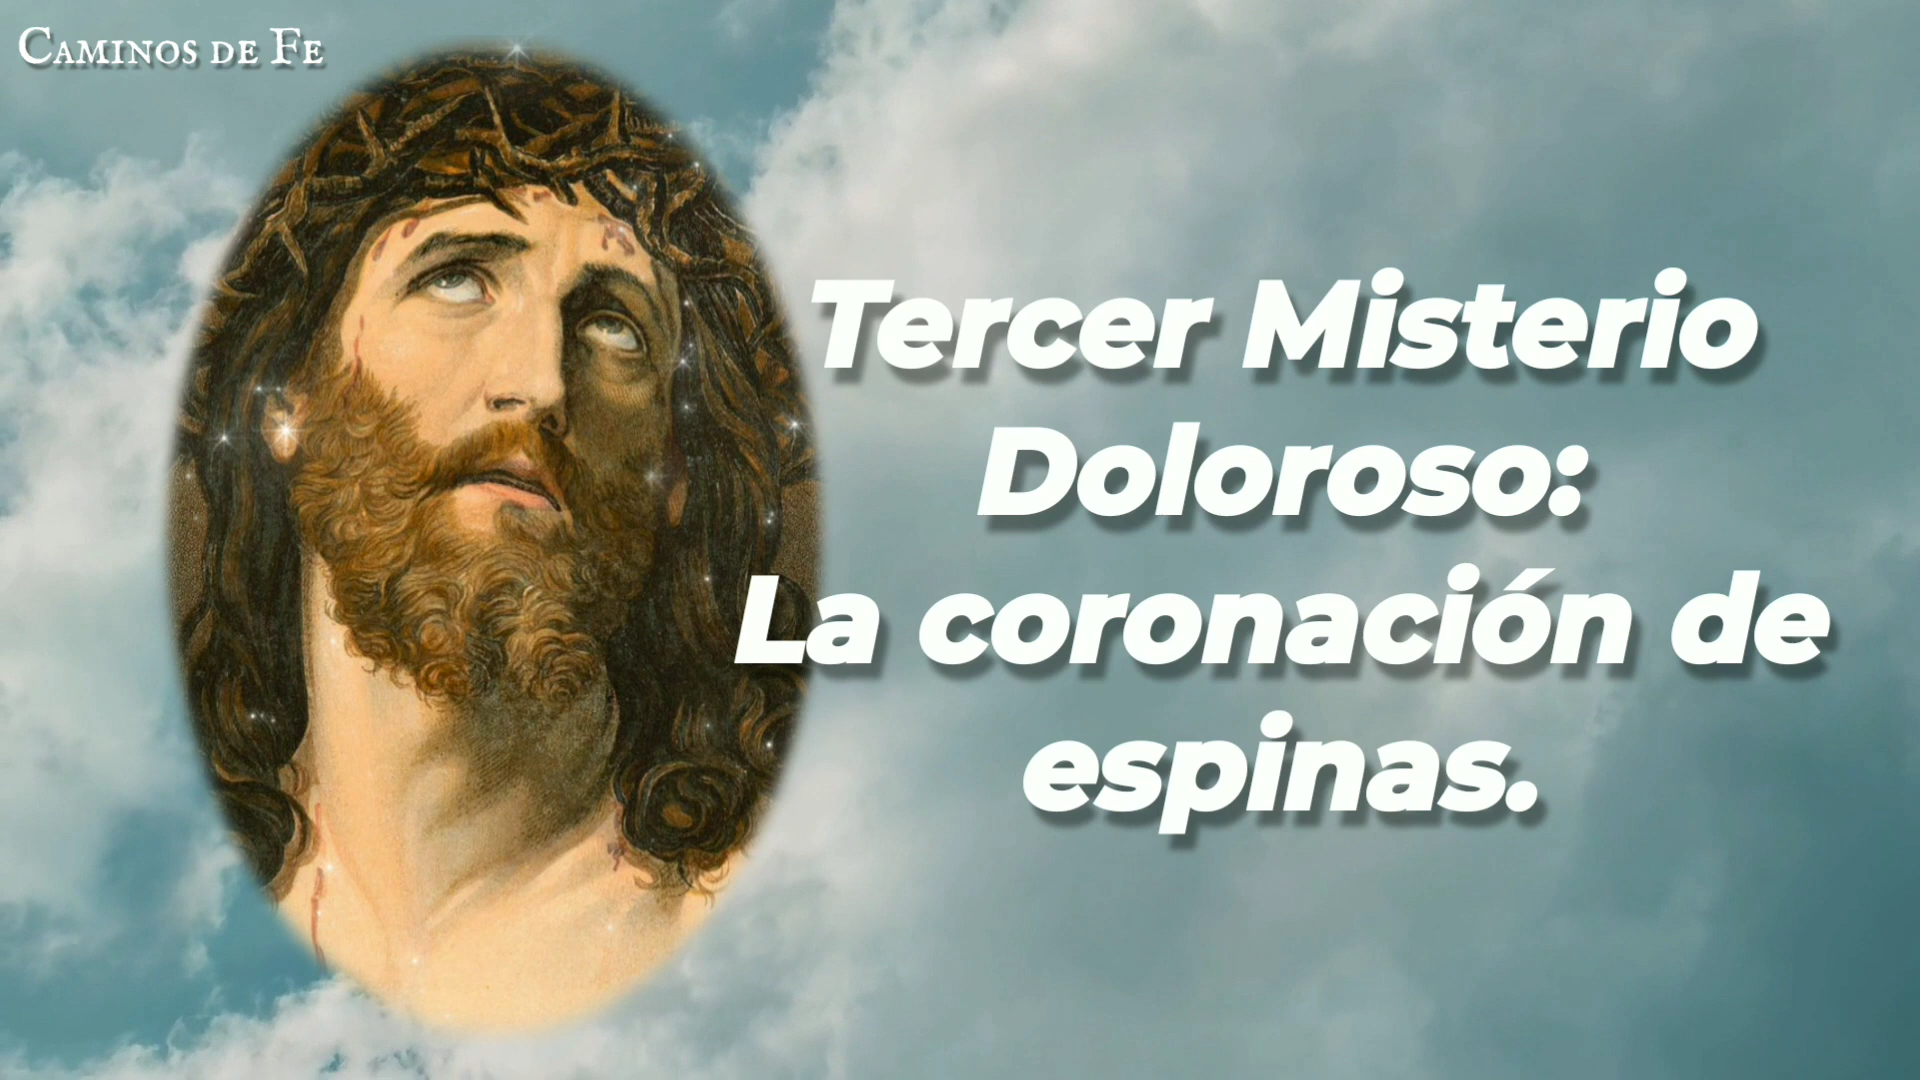 Caminos de Fe
Tercer Misterio
Doloroso:
La coronación de
espinas.